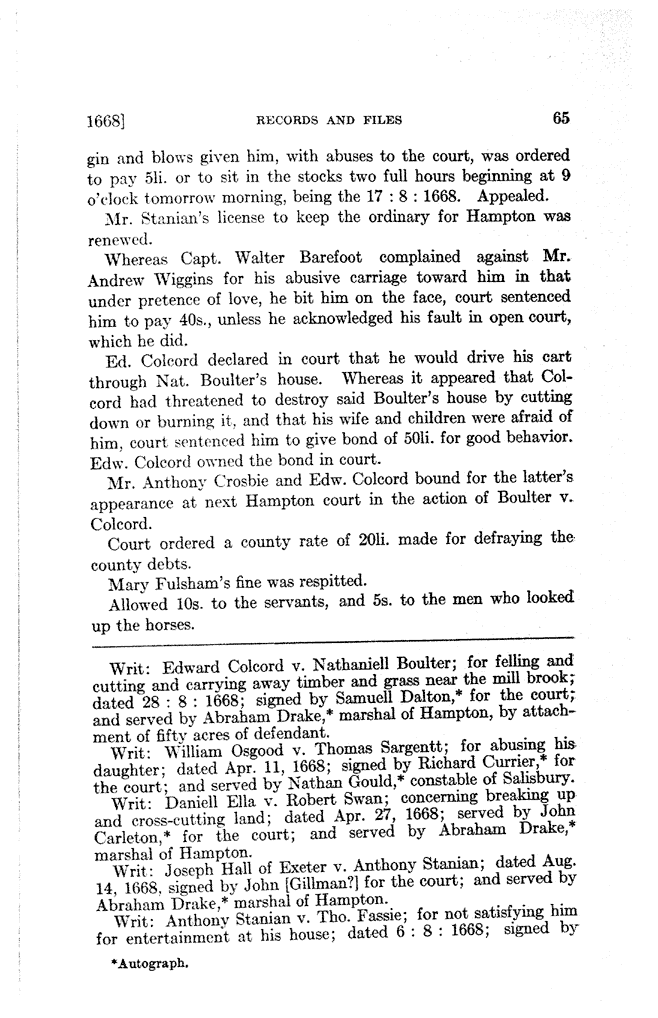 1668] RECORDS AND FILES 65
gin and blows given him, with abuses to the court, was ordered
to pay 5li. or to sit in the stocks two full hours beginning at 9
o'clock tomorrow morning, being the 17 : 8 : 1668. Appealed.
Mr. Stanian's license to keep the ordinary for Hampton was
renewed.
Whereas Capt. Walter Barefoot complained against Mr.
Andrew Wiggins for his abusive carriage toward him in that
under pretence of love, he bit him on the face, court sentenced
him to pay 40s., unless he acknowledged his fault in open court,
which he did.
Ed. Colcord declared in court that he would drive his cart
through Nat. Boulter's house. Whereas it appeared that Col-
cord had threatened to destroy said Boulter's house by cutting
down or burning it, and that his wife and children were afraid of
him, court sentenced him to give bond of 50li. for good behavior.
Edw. Colcord owned the bond in court.
Mr. Anthony Crosbie and Edw. Colcord bound for the latter's
appearance at next Hampton court in the action of Boulter v.
Colcord.
Court ordered a county rate of 20li. made for defraying the
county debts.
Mary Fulsham's fine was respitted.
Allowed 10s. to the servants, and 5s. to the men who looked
up the horses.
Writ: Edward Colcord v. Nathaniell Boulter; for felling and
cutting and carrying away timber and grass near the mill brook;
dated 28 : 8 : 1668; signed by Samuell Dalton,* for the court;
and served by Abraham Drake,* marshal of Hampton, by attach-
ment of fifty acres of defendant.
Writ: William Osgood v. Thomas Sargentt; for abusing his
daughter; dated Apr. 11, 1668; signed by Richard Currier,* for
the court; and served by Nathan Gould,* constable of Salisbury.
Writ: Daniell Ella v. Robert Swan; concerning breaking up
and cross-cutting land; dated Apr. 27, 1668; served by John
Carleton,* for the court; and served by Abraham Drake,*
marshal of Hampton.
Writ: Joseph Hall of Exeter v. Anthony Stanian; dated Aug.
14, 1668, signed by John [Gillman?] for the court; and served by
Abraham Drake,* marshal of Hampton.
Writ: Anthony Stanian v. Tho. Fassie; for not satisfying him
for entertainment at his house; dated 6 : 8 : 1668; signed by
*Autograph.